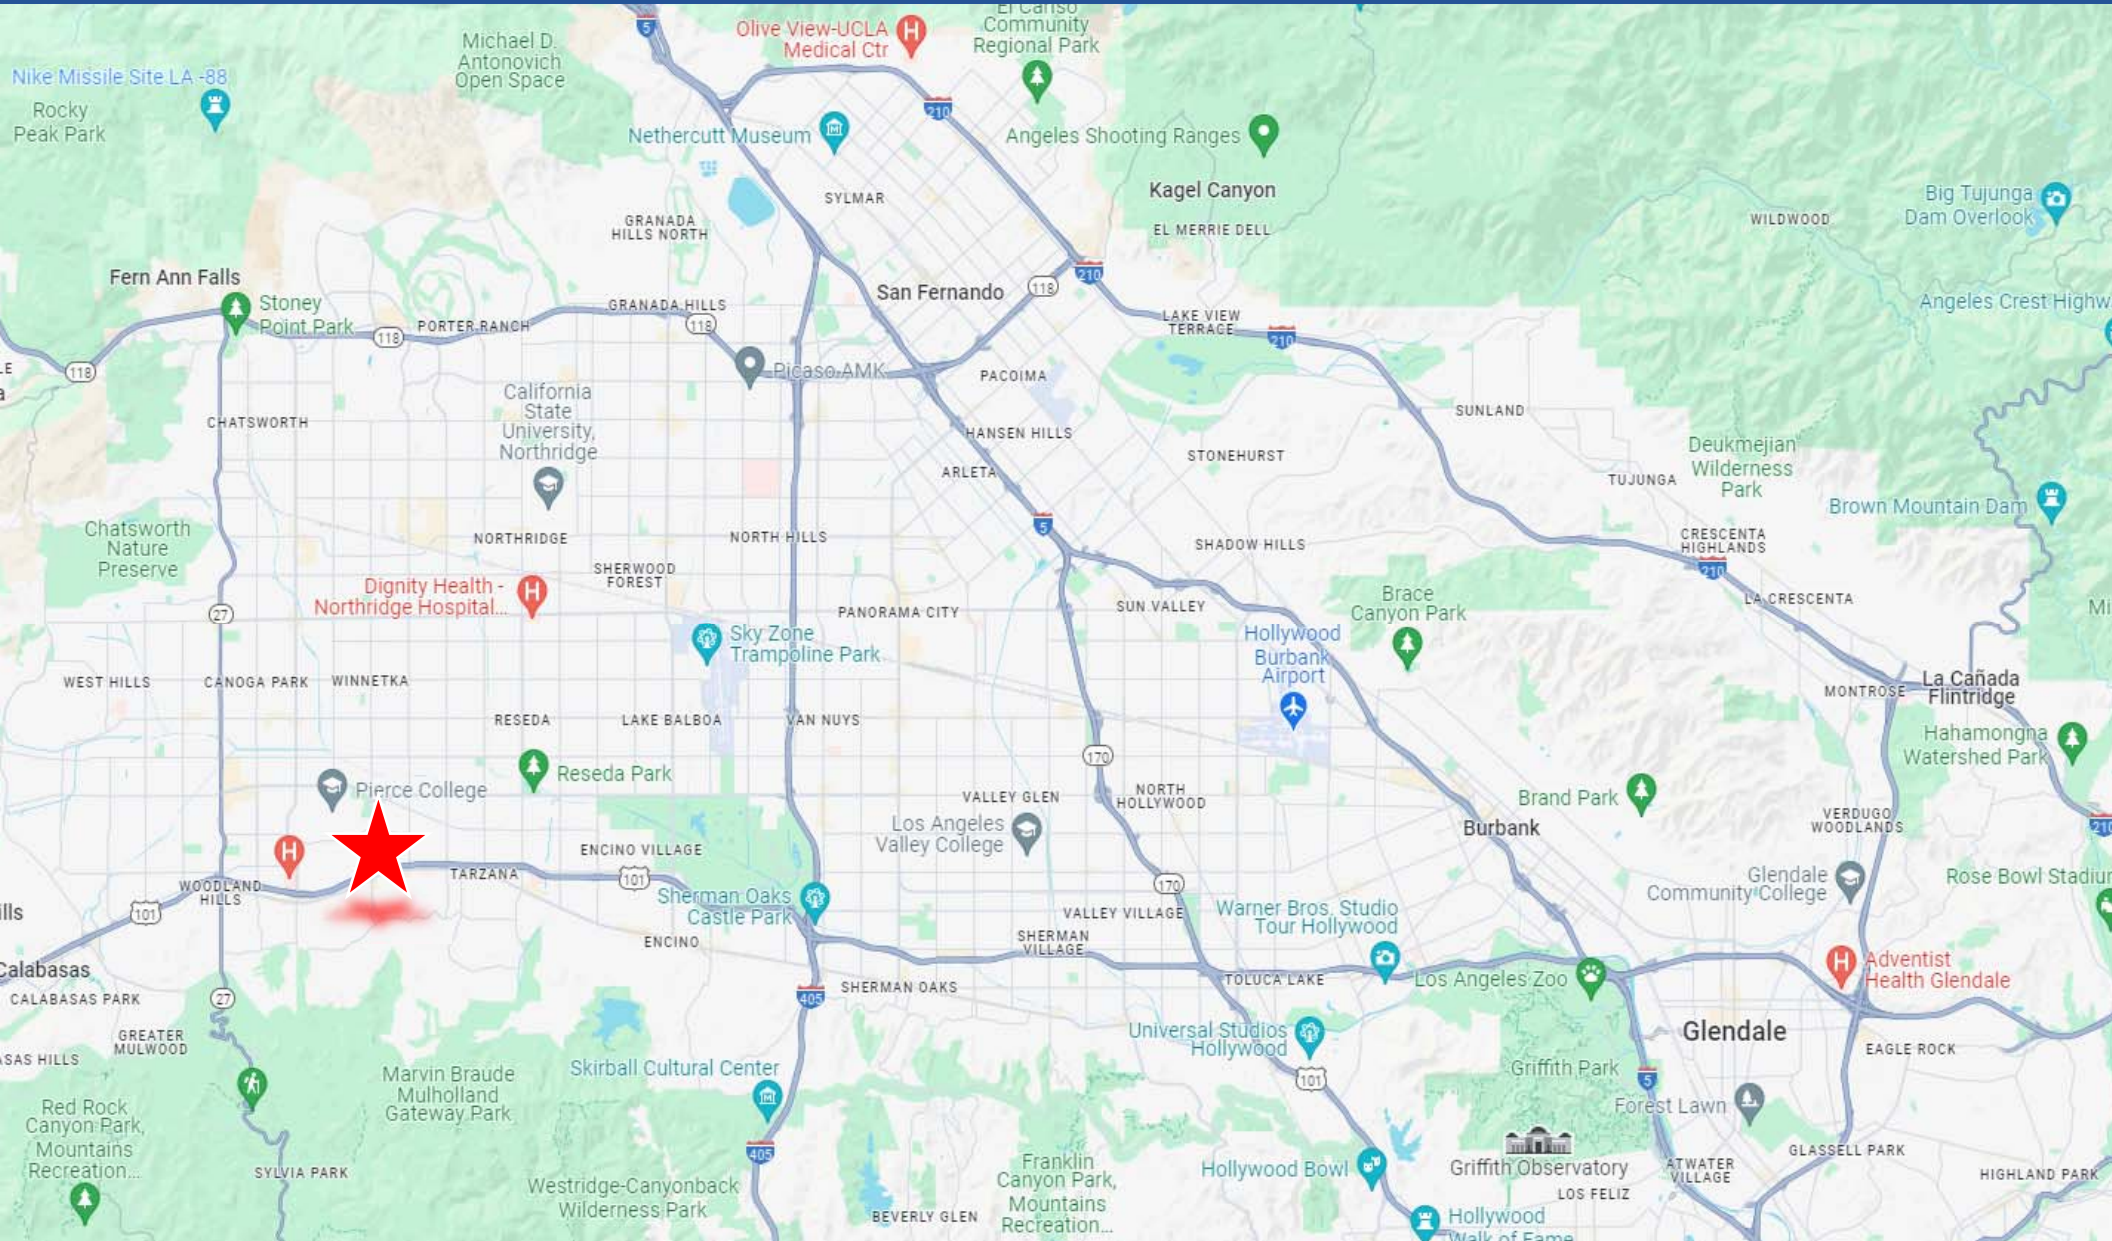 5
Olive View-UCLA
Medical Ctr
El Cariso
Community
Regional Park
Michael D.
Antonovich
Open Space
Nike Missile Site LA -88
Rocky
Peak Park
210
Nethercutt Museum
Angeles Shooting Ranges
Kagel Canyon
EL MERRIE DELL
SYLMAR
GRANADA
HILLS NORTH
WILDWOOD
Big Tujunga
Dam Overlook
Fern Ann Falls
Stoney
Point Park
118
PORTER RANCH
GRANADA HILLS
118
San Fernando
118
210
LAKE VIEW
TERRACE
210
Angeles Crest Highw
118
Picaso AMK
PACOIMA
California
State
University,
Northridge
CHATSWORTH
HANSEN HILLS
SUNLAND
STONEHURST
ARLETA
Deukmejian
Wilderness
Park
TUJUNGA
Brown Mountain Dam
Chatsworth
Nature
Preserve
NORTHRIDGE
NORTH HILLS
5
SHADOW HILLS
CRESCENTA
HIGHLANDS
210
SHERWOOD
FOREST
Dignity Health -
Northridge Hospital...
27
PANORAMA CITY
SUN VALLEY
Brace
Canyon Park
LA CRESCENTA
Mi
Sky Zone
Trampoline Park
Hollywood
Burbank
Airport
WEST HILLS
CANOGA PARK
WINNETKA
MONTROSE
La Cañada
Flintridge
RESEDA
LAKE BALBOA
VAN NUYS
Hahamongna
Watershed Park
170
Reseda Park
Pierce College
VALLEY GLEN
NORTH
HOLLYWOOD
Brand Park
Los Angeles
Valley College
Burbank
VERDUGO
WOODLANDS
210
ENCINO VILLAGE
TARZANA
101
WOODLAND
HILLS
101
ills
Sherman Oaks
Castle Park
170
VALLEY VILLAGE
Warner Bros. Studio
Tour Hollywood
Glendale
Community College
Rose Bowl Stadiur
ENCINO
SHERMAN
VILLAGE
Calabasas
CALABASAS PARK
27
405
SHERMAN OAKS
TOLUCA LAKE
Los Angeles Zoo
Adventist
Health Glendale
GREATER
MULWOOD
ASAS HILLS
Universal Studios
Hollywood
Glendale
EAGLE ROCK
Skirball Cultural Center
101
Griffith Park
5
Marvin Braude
Mulholland
Gateway Park
Forest Lawn
Red Rock
Canyon Park,
Mountains
Recreation...
405
SYLVIA PARK
GLASSELL PARK
Hollywood Bowl
Griffith Observatory
ATWATER
VILLAGE
HIGHLAND PARK
Westridge-Canyonback
Wilderness Park
Franklin
Canyon Park,
Mountains
Recreation...
LOS FELIZ
BEVERLY GLEN
Hollywood
Walk of Fame